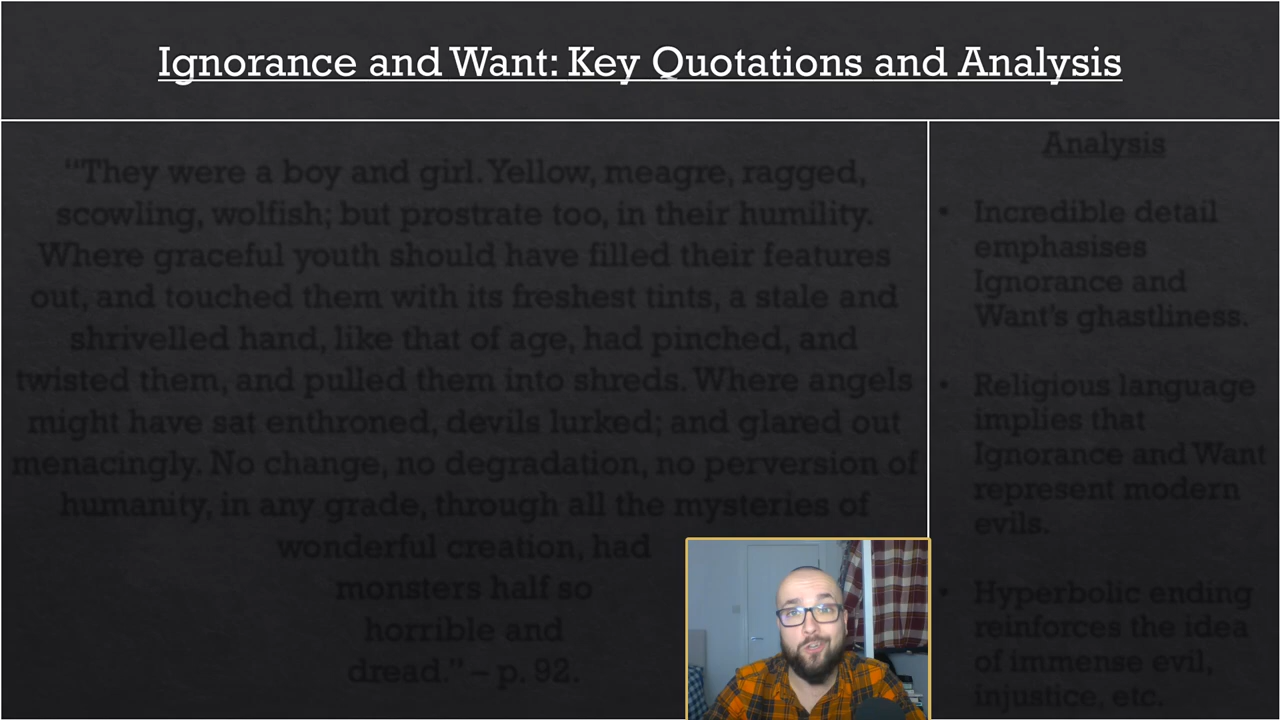 Ignorance and Want: Key Quotations and Analysis
“They were a boy and girl. Yellow, meagre, ragged,
scowling, wolfish; but prostrate too, in their humility.
Where graceful youth should have filled their features
out, and touched them with its freshest tints, a stale and
shrivelled hand, like that of age, had pinched, and
twisted them, and pulled them into shreds. Where angels
might have sat enthroned, devils lurked; and glared out
menacingly. No change, no degradation, no perversion of
humanity, in any grade, through all the mysteries of
wonderful creation, had
monsters half so
horrible and
dread.” – p. 92.
Analysis
• Incredible detail
emphasises
Ignorance and
Want's ghastliness.
• Religious language
implies that
Ignorance and Want
represent modern
evils.
• Hyperbolic ending
reinforces the idea
of immense evil,
injustice, etc.